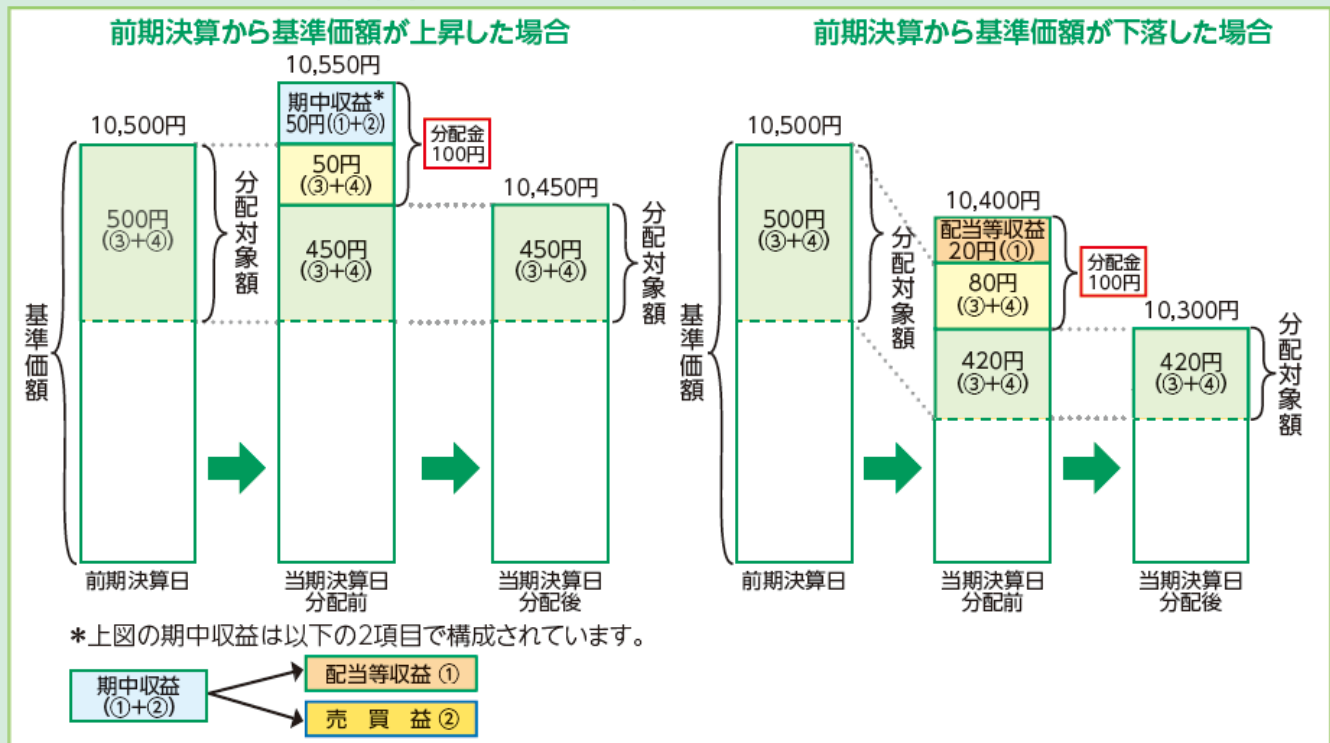 前期決算から基準価額が上昇した場合
10,500円
500円
(③+④)
分配対象額
基準価額
前期決算日
10,550円
期中収益*
50円(①+②)
50円
(③+④)
450円
(③+④)
分配金
100円
当期決算日
分配前
10,450円
450円
(③+④)
分配対象額
当期決算日
分配後
前期決算から基準価額が下落した場合
10,500円
500円
(③+④)
分配対象額
基準価額
前期決算日
10,400円
配当等収益
20円(①)
80円
(③+④)
420円
(③+④)
分配金
100円
当期決算日
分配前
10,300円
420円
(③+④)
分配対象額
当期決算日
分配後
*上図の期中収益は以下の2項目で構成されています。
期中収益
(①+②)
配当等収益 ①
売 買 益 ②